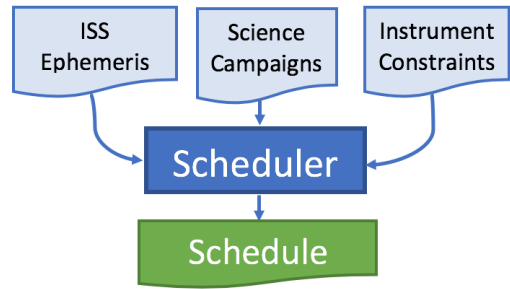 ISS
Ephemeris
Science
Campaigns
Instrument
Constraints
Scheduler
Schedule